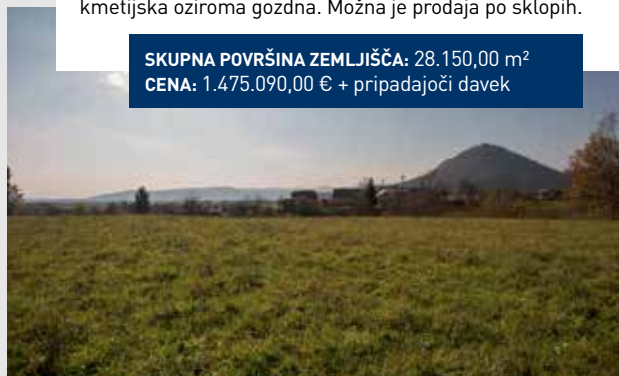 kmetijska oziroma gozdna. Možna je prodaja po sklopih.
SKUPNA POVRŠINA ZEMLJIŠČA: 28.150,00 m²
CENA: 1.475.090,00 € + pripadajoči davek